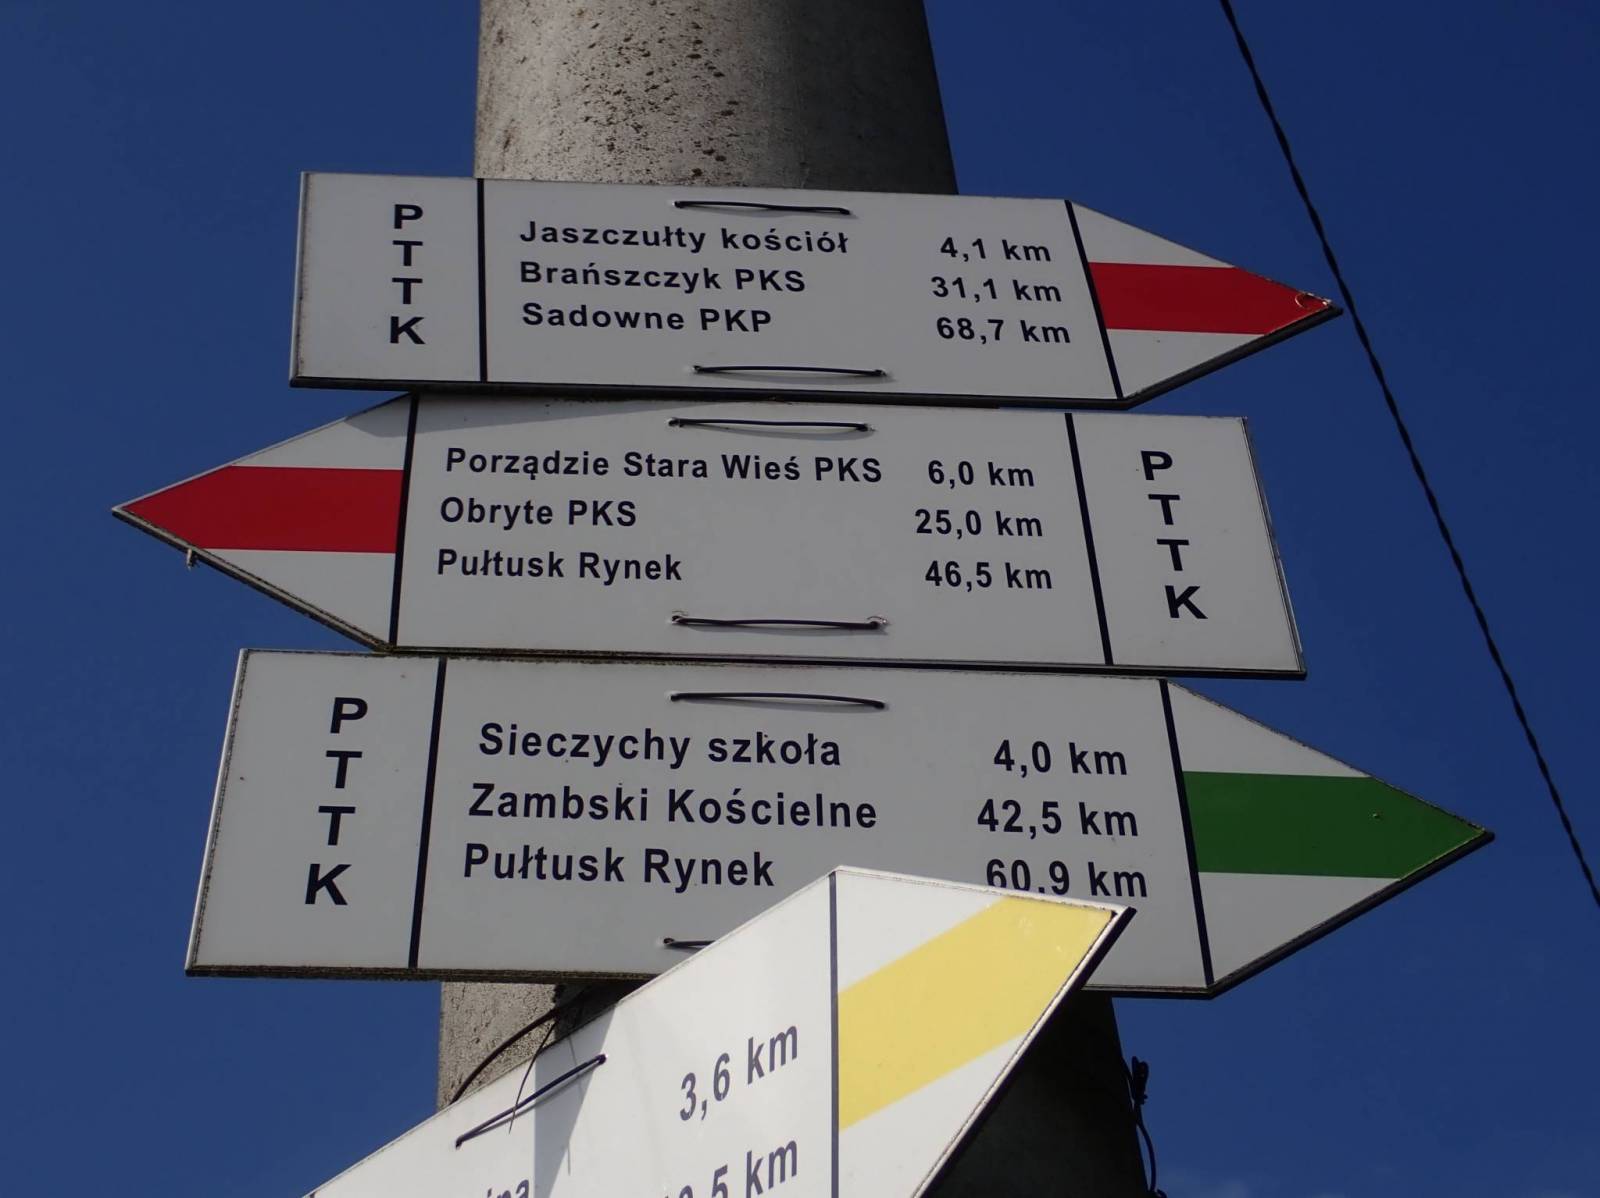 PTTK
Jaszczułty kościół 4,1 km
Brańszczyk PKS 31,1 km
Sadowne PKP 68,7 km
Porządzie Stara Wieś PKS 6,0 km
Obryte PKS 25,0 km
Pułtusk Rynek 46,5 km
PTTK
PTTK
Sieczychy szkoła 4,0 km
Zambski Kościelne 42,5 km
Pułtusk Rynek 60,9 km
3,6 km
km